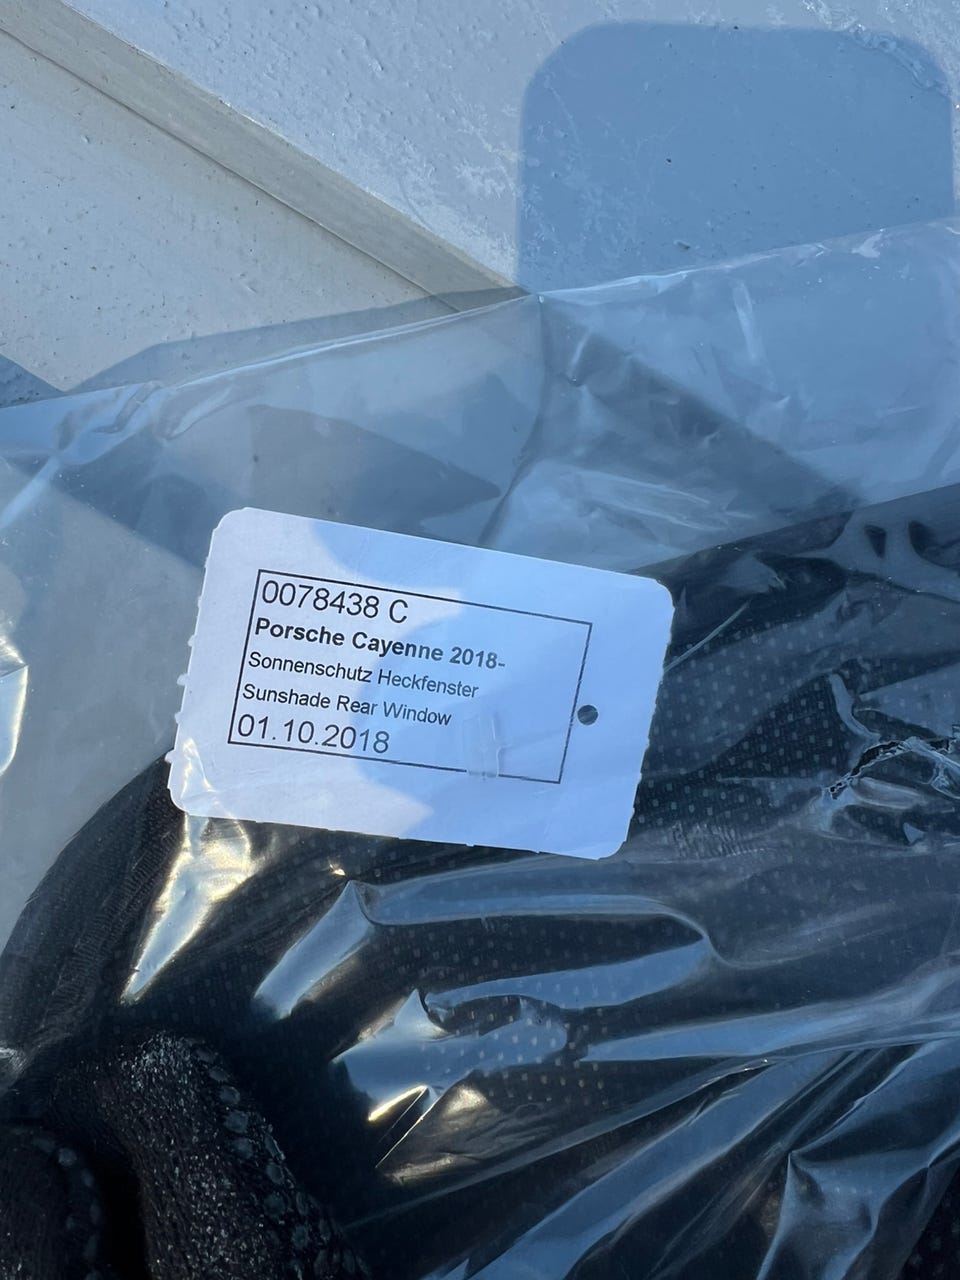 0078438 C
Porsche Cayenne 2018-
Sonnenschutz Heckfenster
Sunshade Rear Window
01.10.2018